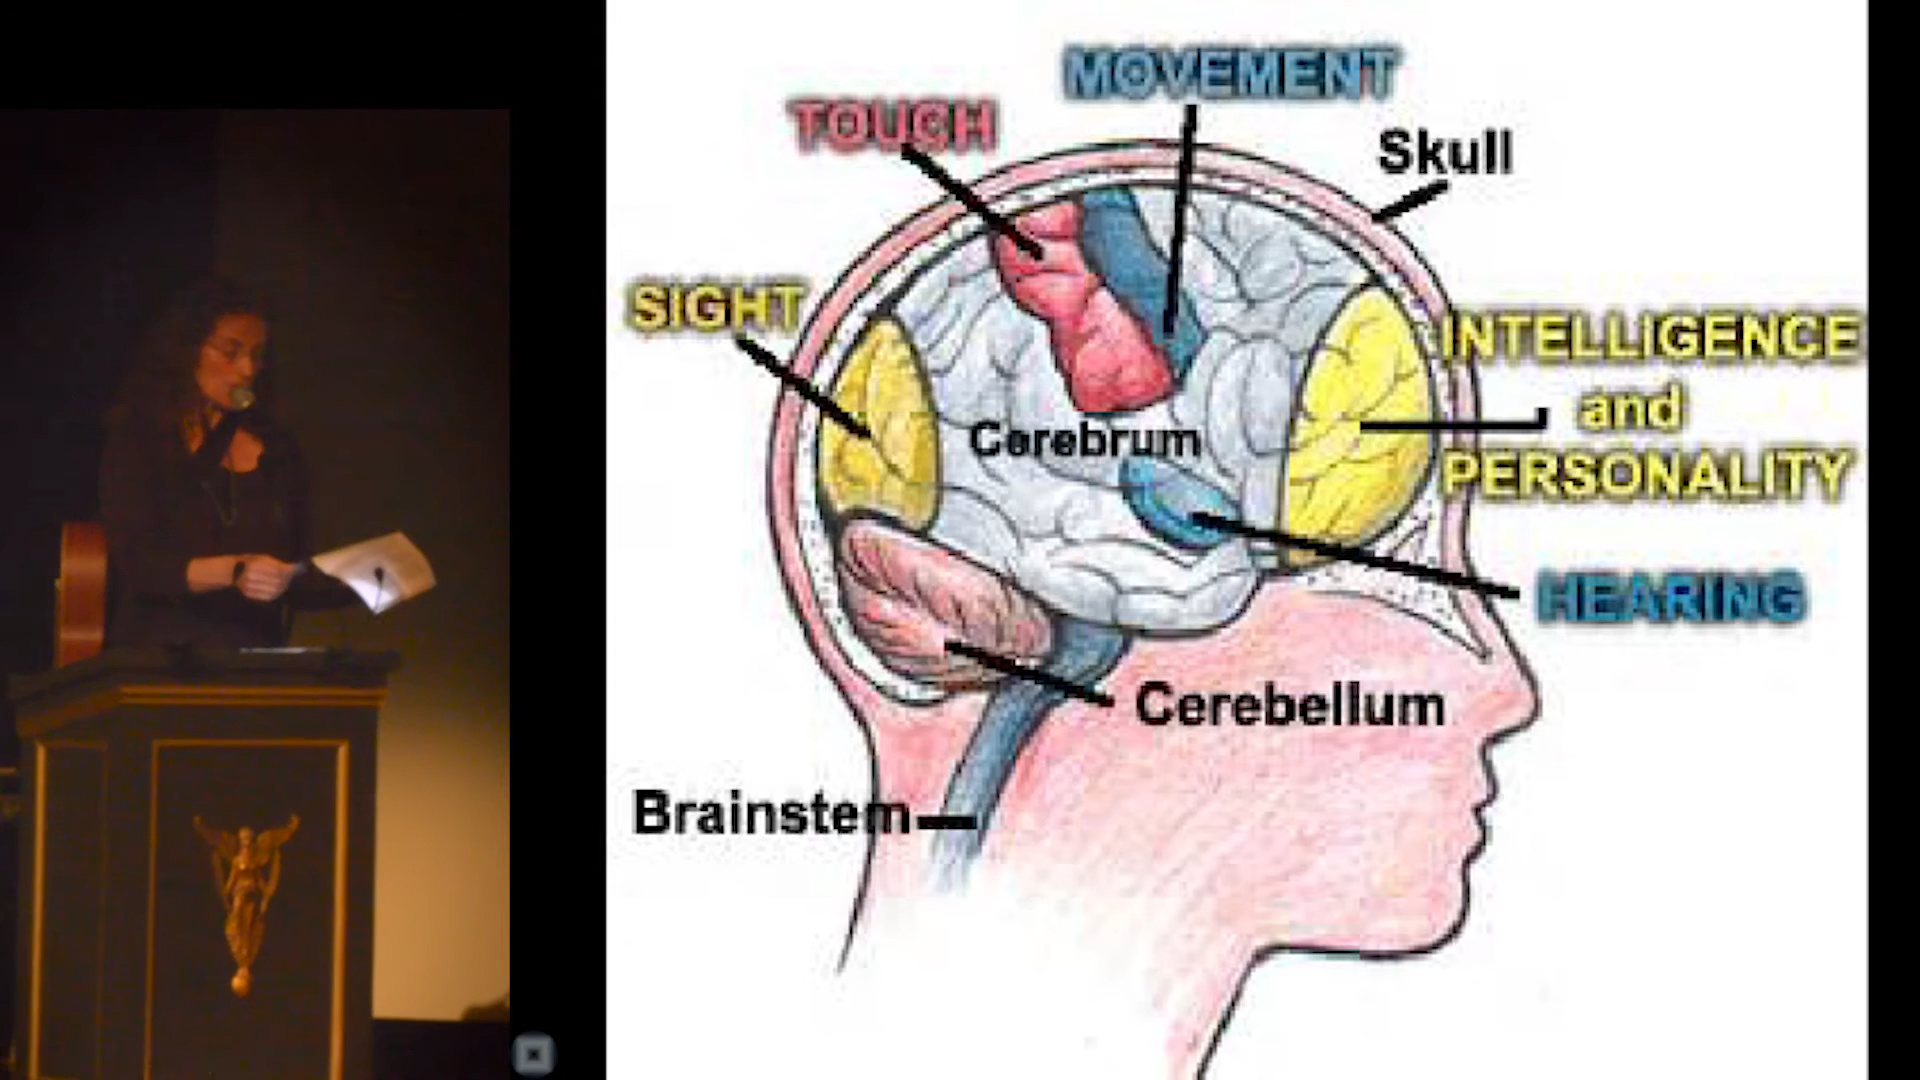 MOVEMENT
TOUCH
Skull
SIGHT
INTELLIGENCE
and
PERSONALITY
Cerebrum
HEARING
Cerebellum
Brainstem